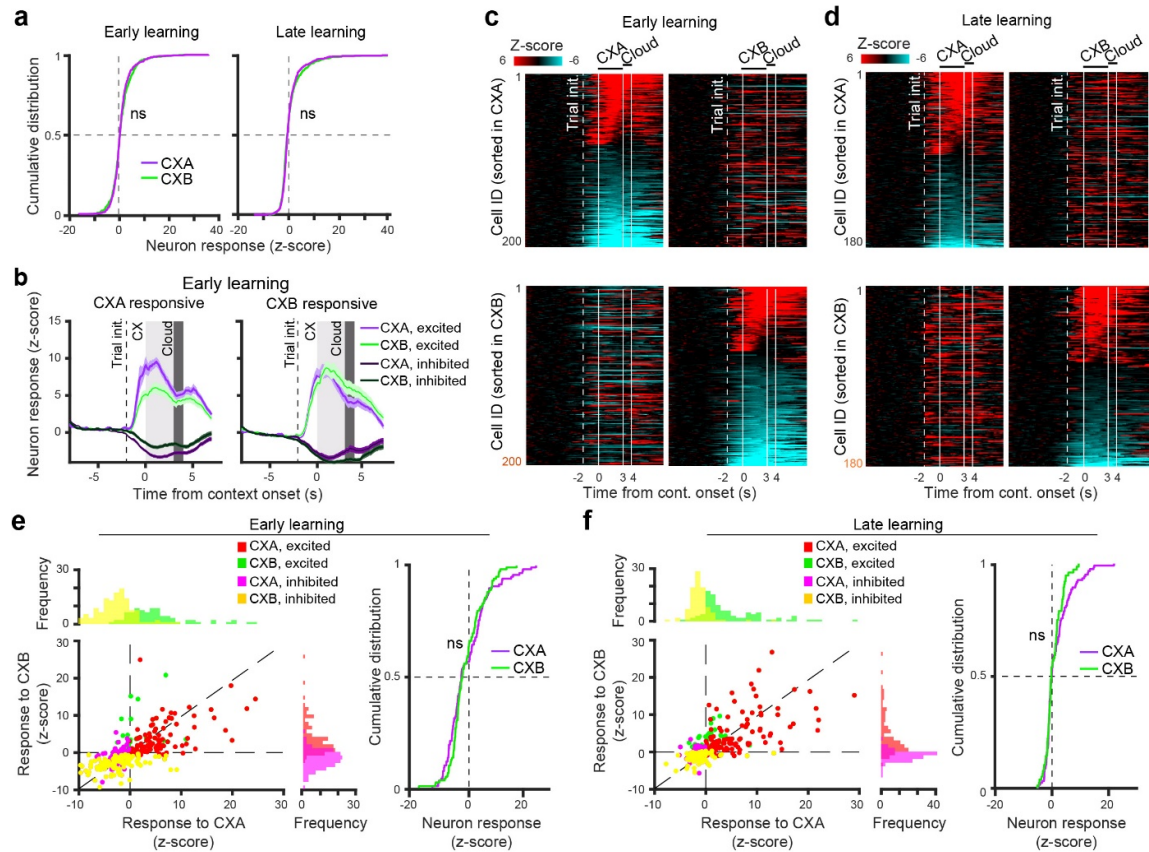 a
Early learning
Late learning
Cumulative distribution
1
0.5
0
ns
ns
CXA
CXB
-20
0
20
40
-20
0
20
40
Neuron response (z-score)
b
Early learning
CXA responsive
CXB responsive
Neuron response (z-score)
15
10
5
0
Trial init.
CX
Cloud
Trial init.
CX
Cloud
CXA, excited
CXB, excited
CXA, inhibited
CXB, inhibited
-5
0
5
-5
0
5
Time from context onset (s)
c
Early learning
Z-score
6
-6
CXA
Cloud
CXB
Cloud
Trial init.
Trial init.
Cell ID (sorted in CXA)
1
200
Cell ID (sorted in CXB)
1
200
-2
0
3 4
-2
0
3 4
Time from cont. onset (s)
d
Late learning
Z-score
6
-6
CXA
Cloud
CXB
Cloud
Trial init.
Trial init.
Cell ID (sorted in CXA)
1
180
Cell ID (sorted in CXB)
1
180
-2
0
3 4
-2
0
3 4
Time from cont. onset (s)
e
Early learning
CXA, excited
CXB, excited
CXA, inhibited
CXB, inhibited
Frequency
30
0
Response to CXB
(z-score)
30
20
10
0
-10
-10
0
10
20
30
Response to CXA
(z-score)
0
30
Frequency
Cumulative distribution
1
0.5
0
ns
CXA
CXB
-20
0
20
Neuron response
(z-score)
f
Late learning
CXA, excited
CXB, excited
CXA, inhibited
CXB, inhibited
Frequency
30
0
Response to CXB
(z-score)
30
20
10
0
-10
-10
0
10
20
30
Response to CXA
(z-score)
0
40
Frequency
Cumulative distribution
1
0.5
0
ns
CXA
CXB
-20
0
20
Neuron response
(z-score)